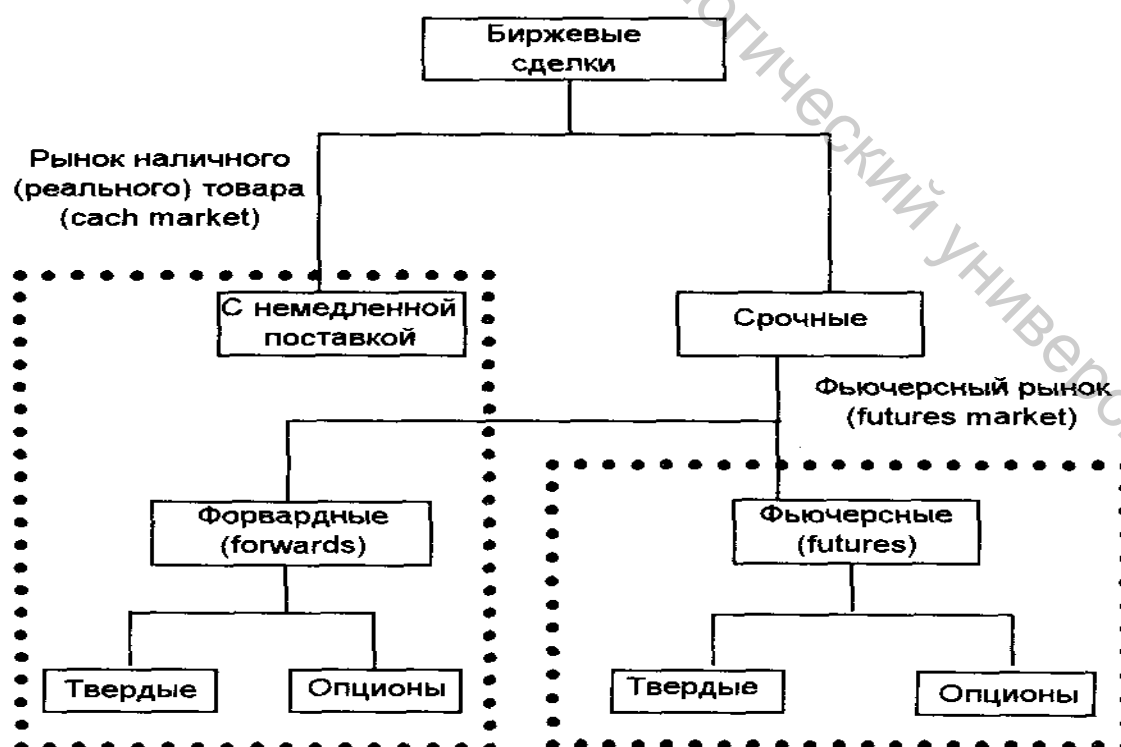 Биржевые
сделки
Рынок наличного
(реального) товара
(cach market)
С немедленной
поставкой
Срочные
Фьючерсный рынок
(futures market)
Форвардные
(forwards)
Фьючерсные
(futures)
Твердые
Опционы
Твердые
Опционы